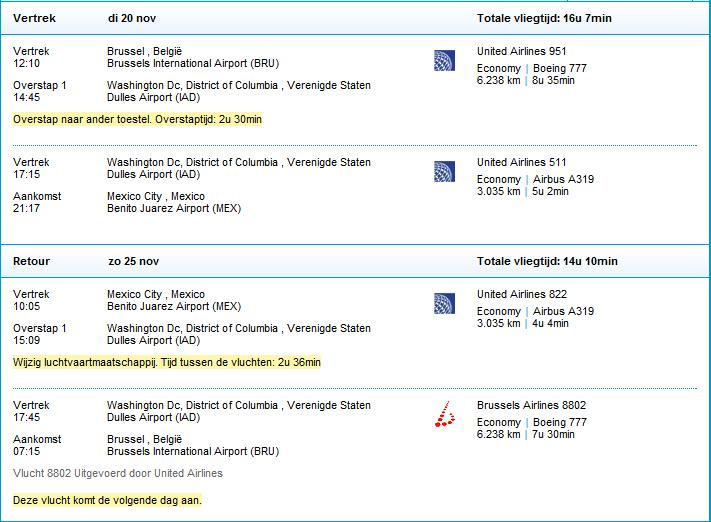 Vertrek di 20 nov Totale vliegtijd: 16u 7min
Vertrek Brussel , België United Airlines 951
12:10 Brussels International Airport (BRU) Economy | Boeing 777
Overstap 1 Washington Dc, District of Columbia , Verenigde Staten 6.238 km | 8u 35min
14:45 Dulles Airport (IAD)
Overstap naar ander toestel. Overstaptijd: 2u 30min
Vertrek Washington Dc, District of Columbia , Verenigde Staten United Airlines 511
17:15 Dulles Airport (IAD) Economy | Airbus A319
Aankomst Mexico City , Mexico 3.035 km | 5u 2min
21:17 Benito Juarez Airport (MEX)
Retour zo 25 nov Totale vliegtijd: 14u 10min
Vertrek Mexico City , Mexico United Airlines 822
10:05 Benito Juarez Airport (MEX) Economy | Airbus A319
Overstap 1 Washington Dc, District of Columbia , Verenigde Staten 3.035 km | 4u 4min
15:09 Dulles Airport (IAD)
Wijzig luchtvaartmaatschappij. Tijd tussen de vluchten: 2u 36min
Vertrek Washington Dc, District of Columbia , Verenigde Staten Brussels Airlines 8802
17:45 Dulles Airport (IAD) Economy | Boeing 777
Aankomst Brussel , België 6.238 km | 7u 30min
07:15 Brussels International Airport (BRU)
Vlucht 8802 Uitgevoerd door United Airlines
Deze vlucht komt de volgende dag aan.